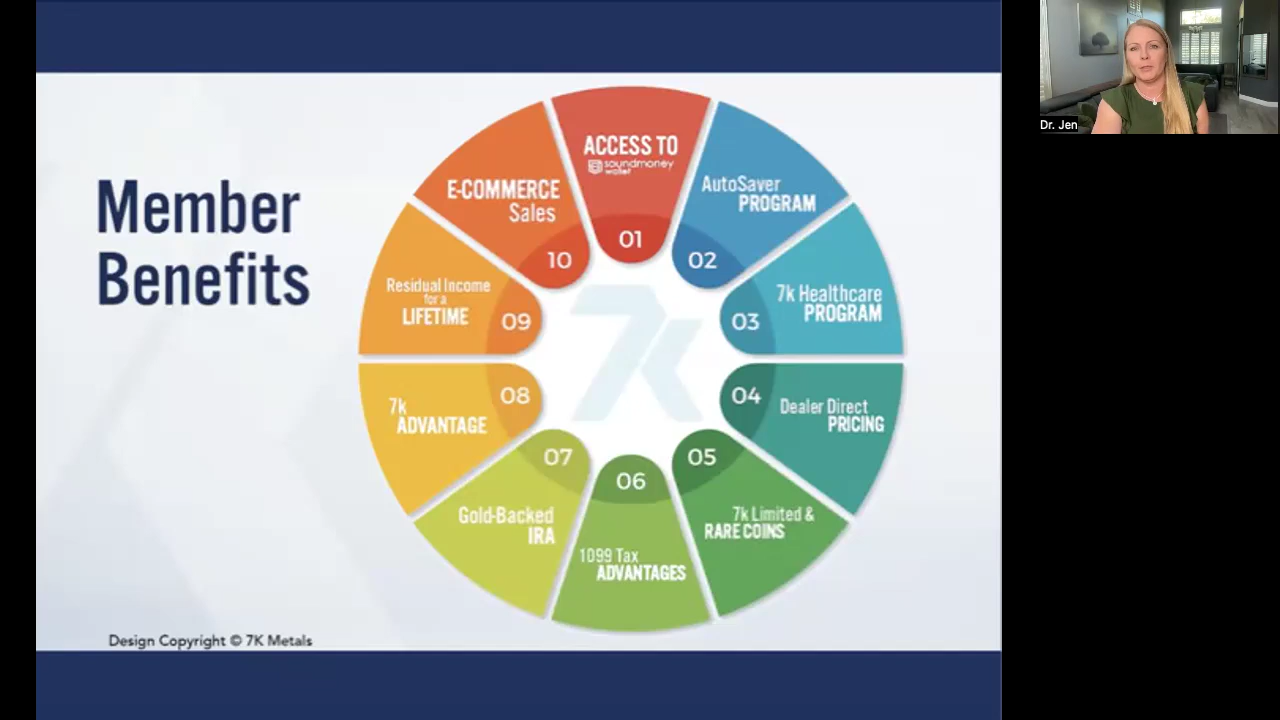 Member
Benefits
ACCESS TO
soundmoney
wallet
01
AutoSaver
PROGRAM
02
7k Healthcare
PROGRAM
03
Dealer Direct
PRICING
04
7k Limited &
RARE COINS
05
1099 Tax
ADVANTAGES
06
Gold-Backed
IRA
07
7k
ADVANTAGE
08
Residual Income
for a
LIFETIME
09
E-COMMERCE
Sales
10
7k
Design Copyright © 7K Metals
Dr. Jen